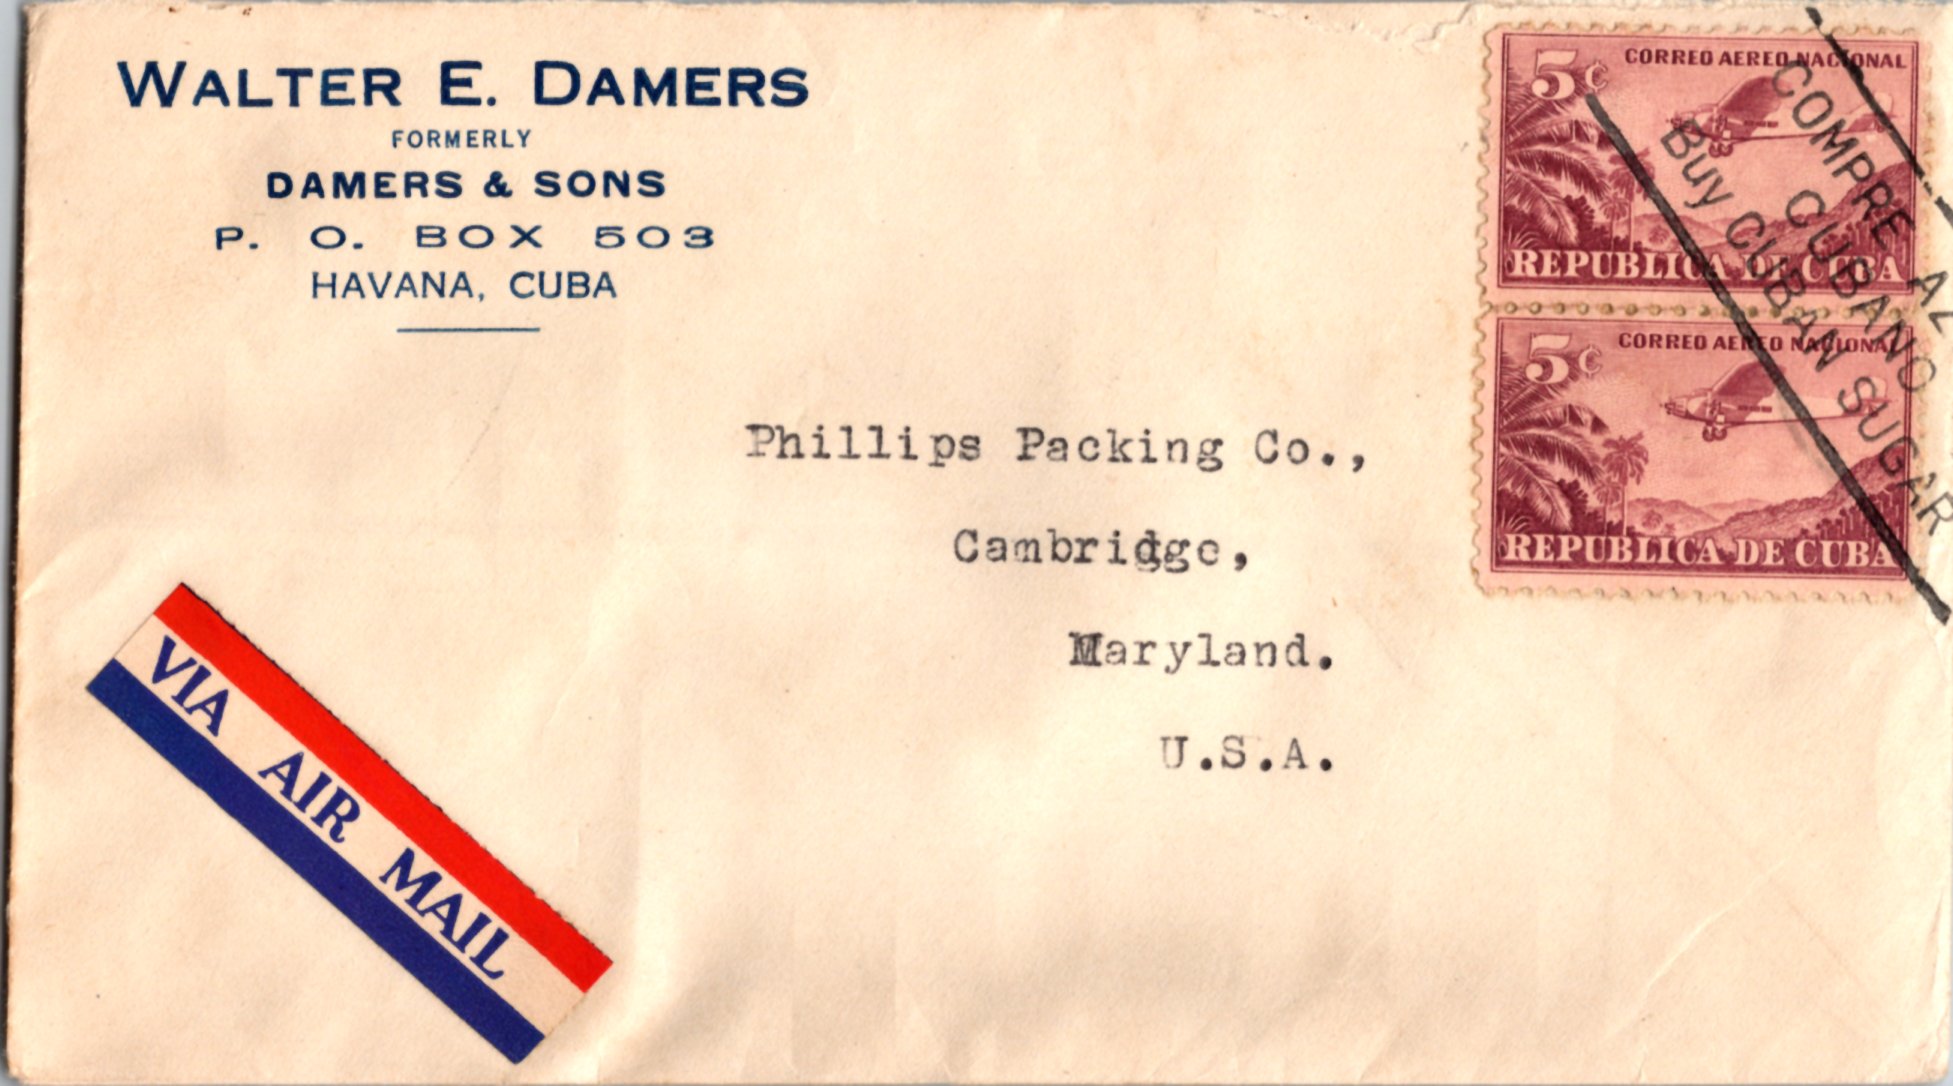 WALTER E. DAMERS
FORMERLY
DAMERS & SONS
P. O. BOX 503
HAVANA, CUBA
5¢ CORREO AEREO NACIONAL
REPUBLICA DE CUBA
5¢ CORREO AEREO NACIONAL
REPUBLICA DE CUBA
COMPRE AZ
CUBANO
Buy CUBAN SUGAR
Phillips Packing Co.,
Cambridge,
Maryland.
U.S.A.
VIA AIR MAIL